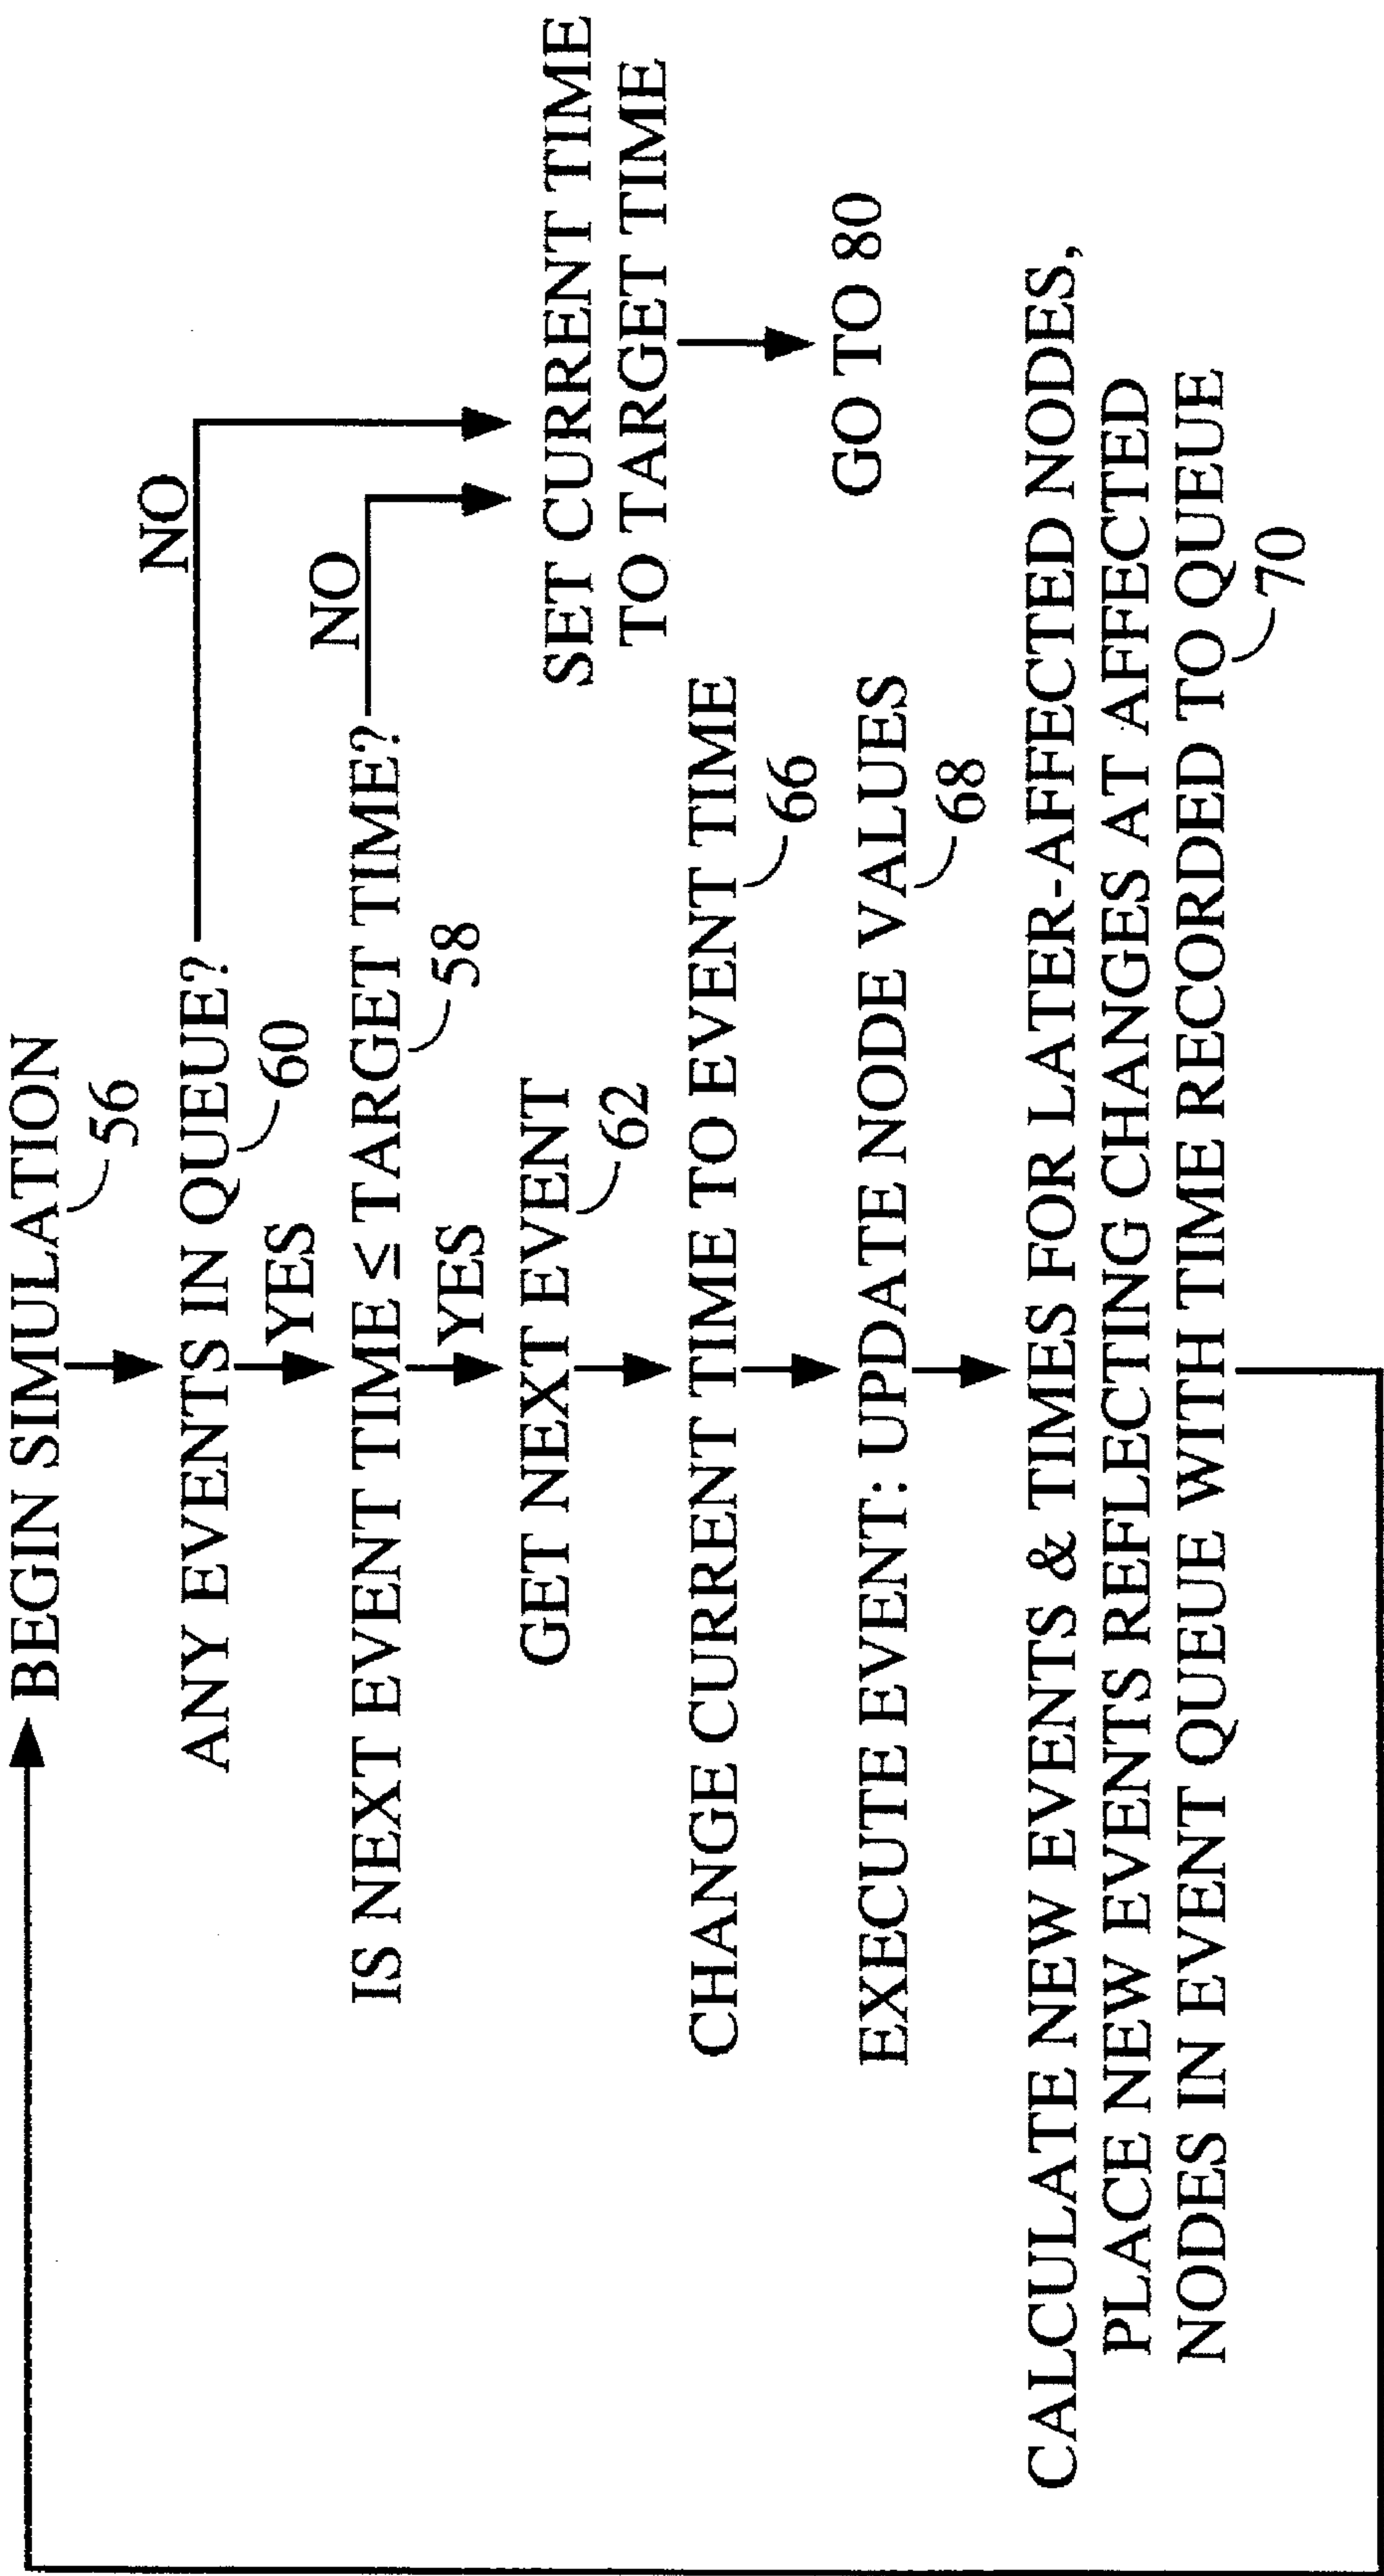 BEGIN SIMULATION
56
ANY EVENTS IN QUEUE?
NO
60
YES
IS NEXT EVENT TIME ≤ TARGET TIME?
NO
58
YES
GET NEXT EVENT
62
SET CURRENT TIME
TO TARGET TIME
CHANGE CURRENT TIME TO EVENT TIME
66
GO TO 80
EXECUTE EVENT: UPDATE NODE VALUES
68
CALCULATE NEW EVENTS & TIMES FOR LATER-AFFECTED NODES,
PLACE NEW EVENTS REFLECTING CHANGES AT AFFECTED
NODES IN EVENT QUEUE WITH TIME RECORDED TO QUEUE
70